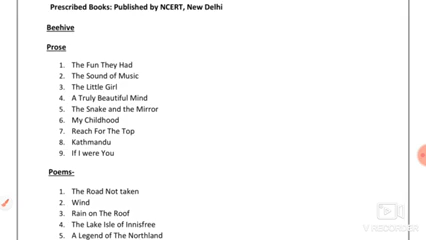 Prescribed Books: Published by NCERT, New Delhi
Beehive
Prose
1. The Fun They Had
2. The Sound of Music
3. The Little Girl
4. A Truly Beautiful Mind
5. The Snake and the Mirror
6. My Childhood
7. Reach For The Top
8. Kathmandu
9. If I were You
Poems-
1. The Road Not taken
2. Wind
3. Rain on The Roof
4. The Lake Isle of Innisfree
5. A Legend of The Northland
V RECORDER